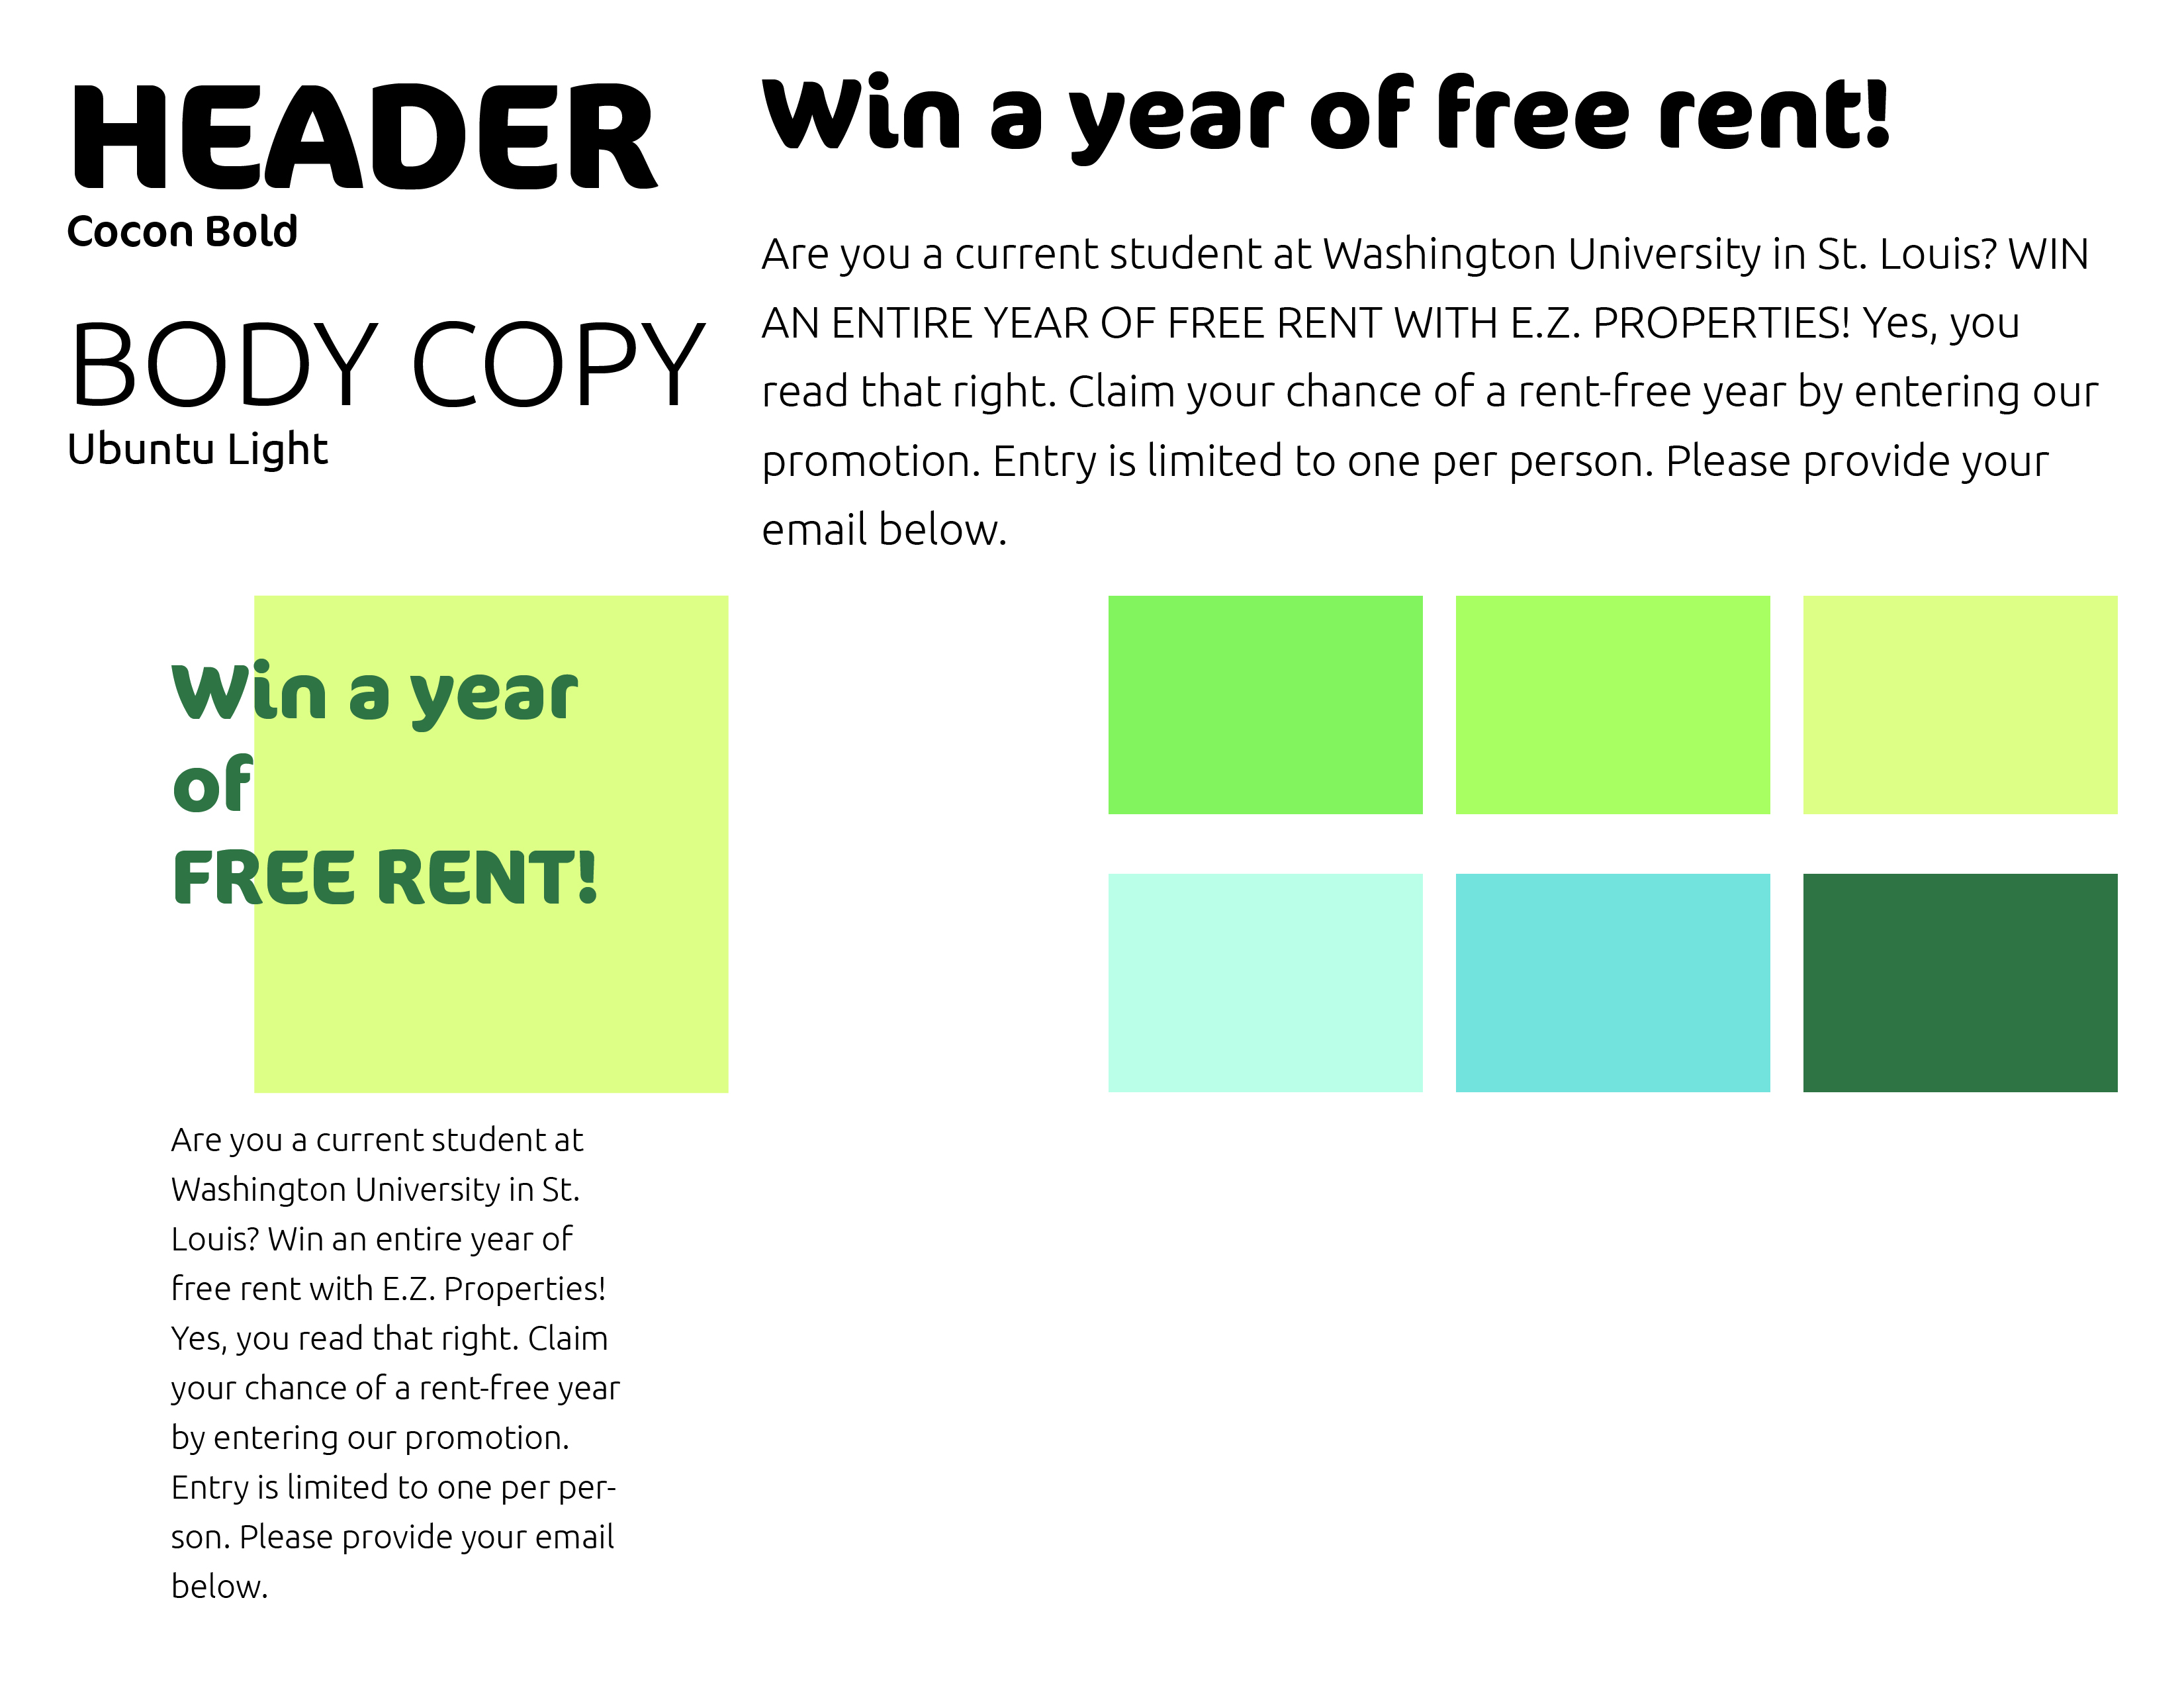 HEADER
Cocon Bold
BODY COPY
Ubuntu Light
Win a year of free rent!
Are you a current student at Washington University in St. Louis? WIN
AN ENTIRE YEAR OF FREE RENT WITH E.Z. PROPERTIES! Yes, you
read that right. Claim your chance of a rent-free year by entering our
promotion. Entry is limited to one per person. Please provide your
email below.
Win a year
of
FREE RENT!
Are you a current student at
Washington University in St.
Louis? Win an entire year of
free rent with E.Z. Properties!
Yes, you read that right. Claim
your chance of a rent-free year
by entering our promotion.
Entry is limited to one per per-
son. Please provide your email
below.